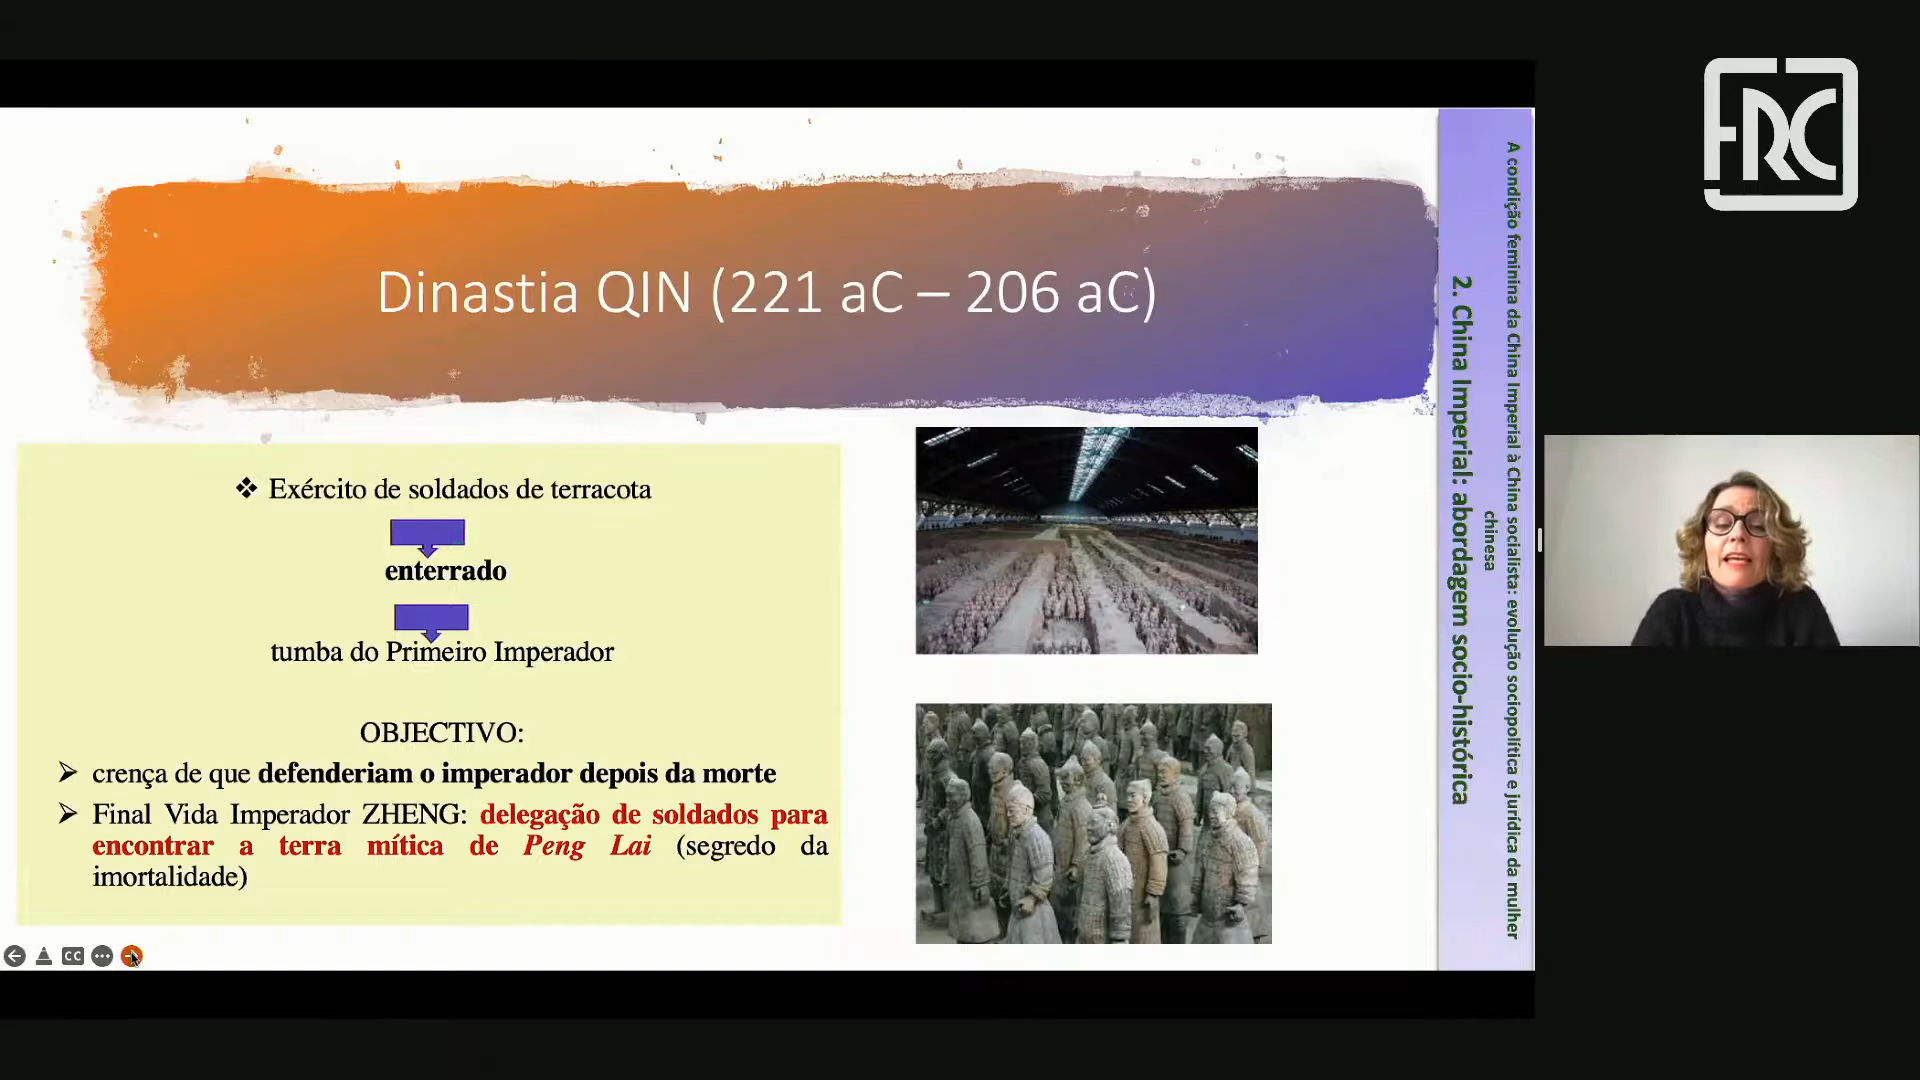 FRC
Dinastia QIN (221 aC – 206 aC)
❖ Exército de soldados de terracota
enterrado
tumba do Primeiro Imperador
OBJECTIVO:
➢ crença de que defenderiam o imperador depois da morte
➢ Final Vida Imperador ZHENG: delegação de soldados para
encontrar a terra mítica de Peng Lai (segredo da
imortalidade)
A condição feminina da China Imperial à China socialista: evolução sociopolítica e jurídica da mulher
chinesa
2. China Imperial: abordagem socio-histórica
CC